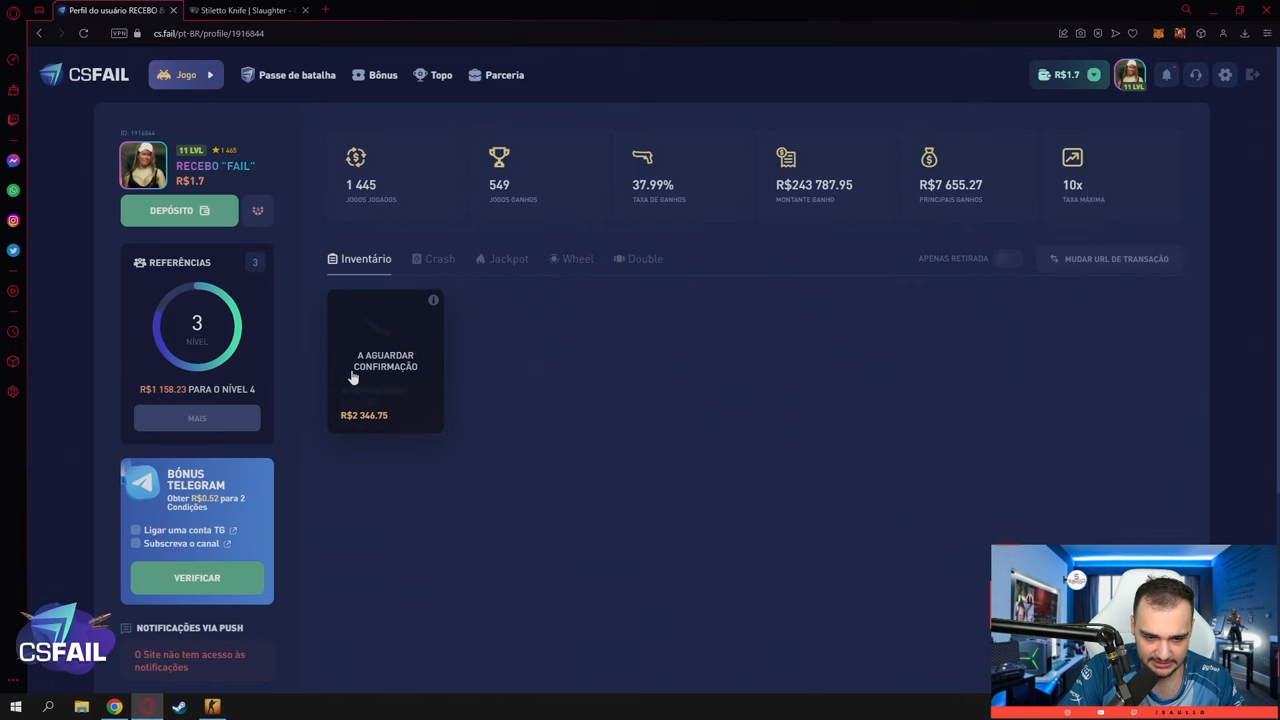 Perfil do usuário RECEBO &
Stiletto Knife | Slaughter -
VPN
cs.fail/pt-BR/profile/1916844
CSFAIL
Jogo
Passe de batalha
Bônus
Topo
Parceria
R$1.7
11 LVL
ID: 1916844
11 LVL
1 465
RECEBO "FAIL"
R$1.7
DEPÓSITO
1 445
JOGOS JOGADOS
549
JOGOS GANHOS
37.99%
TAXA DE GANHOS
R$243 787.95
MONTANTE GANHO
R$7 655.27
PRINCIPAIS GANHOS
10x
TAXA MÁXIMA
REFERÊNCIAS
3
3
NÍVEL
R$1 158.23 PARA O NÍVEL 4
MAIS
Inventário
Crash
Jackpot
Wheel
Double
APENAS RETIRADA
MUDAR URL DE TRANSAÇÃO
A AGUARDAR
CONFIRMAÇÃO
R$2 346.75
BÓNUS
TELEGRAM
Obter R$0.52 para 2
Condições
Ligar uma conta TG
Subscreva o canal
VERIFICAR
NOTIFICAÇÕES VIA PUSH
O Site não tem acesso às
notificações
CSFAIL
/SAULLO